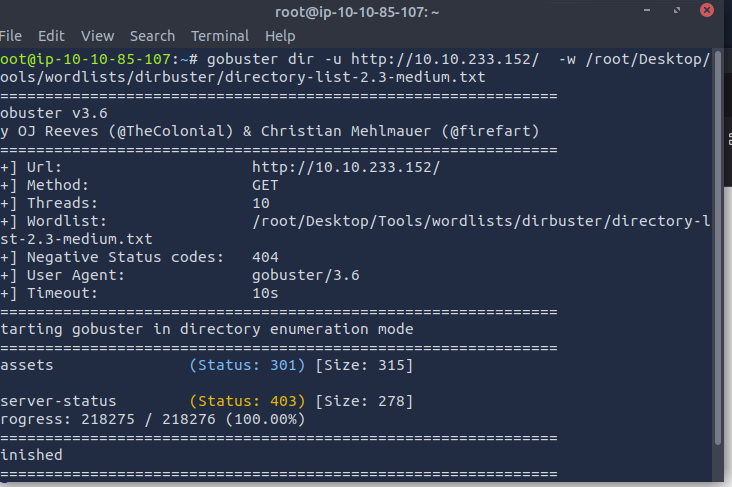 root@ip-10-10-85-107: ~
File Edit View Search Terminal Help
oot@ip-10-10-85-107:~# gobuster dir -u http://10.10.233.152/  -w /root/Desktop/
ools/wordlists/dirbuster/directory-list-2.3-medium.txt
===============================================================
obuster v3.6
y OJ Reeves (@TheColonial) & Christian Mehlmauer (@firefart)
===============================================================
+] Url:                     http://10.10.233.152/
+] Method:                  GET
+] Threads:                 10
+] Wordlist:                /root/Desktop/Tools/wordlists/dirbuster/directory-l
st-2.3-medium.txt
+] Negative Status codes:   404
+] User Agent:              gobuster/3.6
+] Timeout:                 10s
===============================================================
tarting gobuster in directory enumeration mode
===============================================================
assets               (Status: 301) [Size: 315]
server-status        (Status: 403) [Size: 278]
rogress: 218275 / 218276 (100.00%)
===============================================================
inished
===============================================================